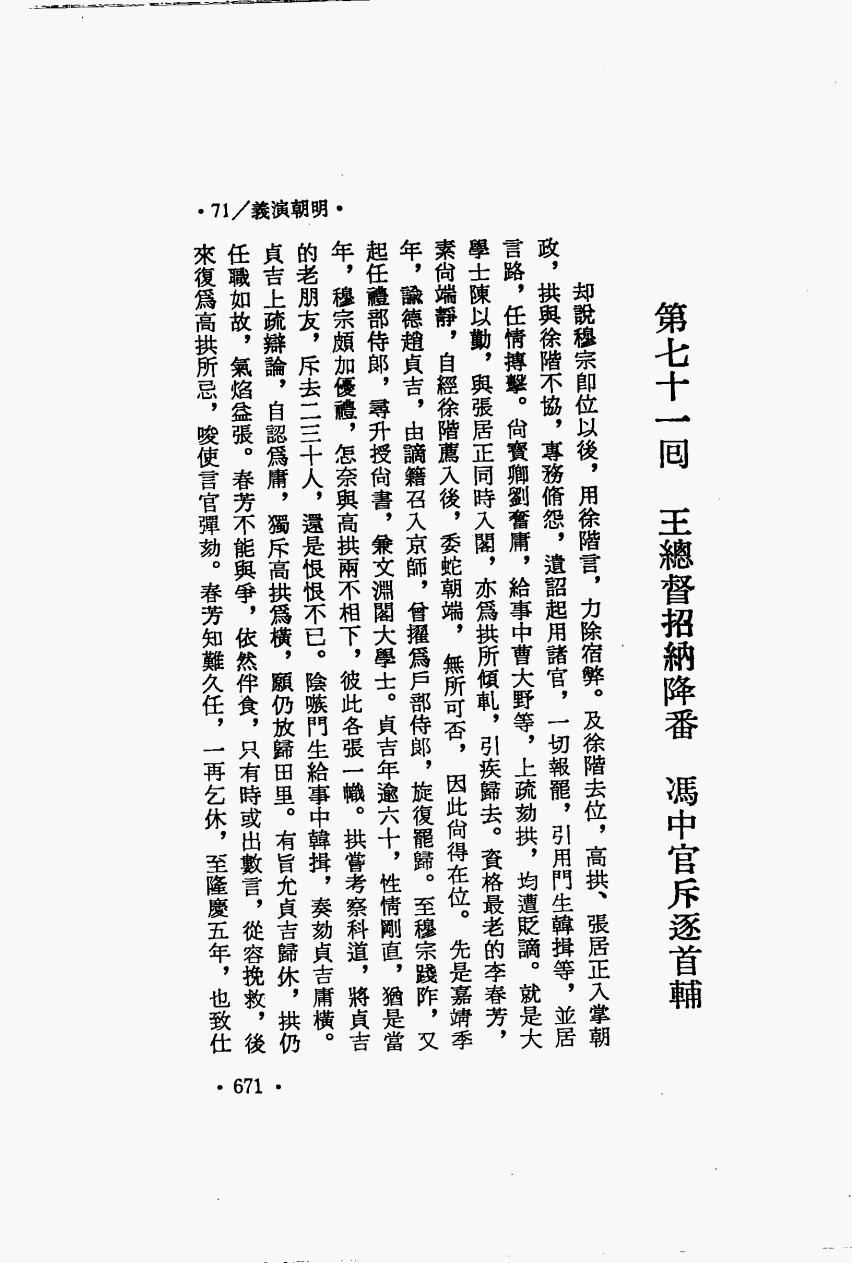 ·71／義演朝明·
第七十一回　王總督招納降番　馮中官斥逐首輔
却說穆宗卽位以後，用徐階言，力除宿弊。及徐階去位，高拱、張居正入掌朝
政，拱與徐階不協，專務脩怨，遺詔起用諸官，一切報罷，引用門生韓揖等，並居
言路，任情搏擊。尙寶卿劉奮庸，給事中曹大野等，上疏劾拱，均遭貶謫。就是大
學士陳以勤，與張居正同時入閣，亦爲拱所傾軋，引疾歸去。資格最老的李春芳，
素尙端靜，自經徐階薦入後，委蛇朝端，無所可否，因此尙得在位。先是嘉靖季
年，諭德趙貞吉，由謫籍召入京師，曾擢爲戶部侍郎，旋復罷歸。至穆宗踐阼，又
起任禮部侍郎，尋升授尙書，兼文淵閣大學士。貞吉年逾六十，性情剛直，猶是當
年，穆宗頗加優禮，怎奈與高拱兩不相下，彼此各張一幟。拱嘗考察科道，將貞吉
的老朋友，斥去二三十人，還是恨恨不已。陰嗾門生給事中韓揖，奏劾貞吉庸橫。
貞吉上疏辯論，自認爲庸，獨斥高拱爲橫，願仍放歸田里。有旨允貞吉歸休，拱仍
任職如故，氣焰益張。春芳不能與爭，依然伴食，只有時或出數言，從容挽救，後
來復爲高拱所忌，唆使言官彈劾。春芳知難久任，一再乞休，至隆慶五年，也致仕
·671·